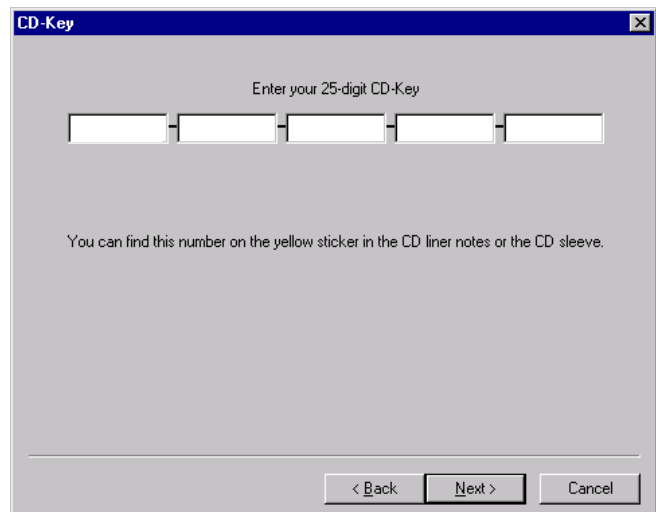 CD-Key
Enter your 25-digit CD-Key
- - - -
You can find this number on the yellow sticker in the CD liner notes or the CD sleeve.
< Back Next > Cancel